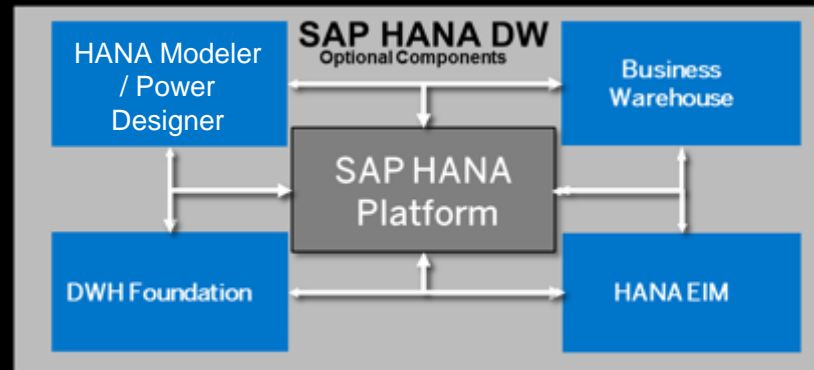 SAP HANA DW
Optional Components
HANA Modeler
/ Power
Designer
Business
Warehouse
SAP HANA
Platform
DWH Foundation
HANA EIM